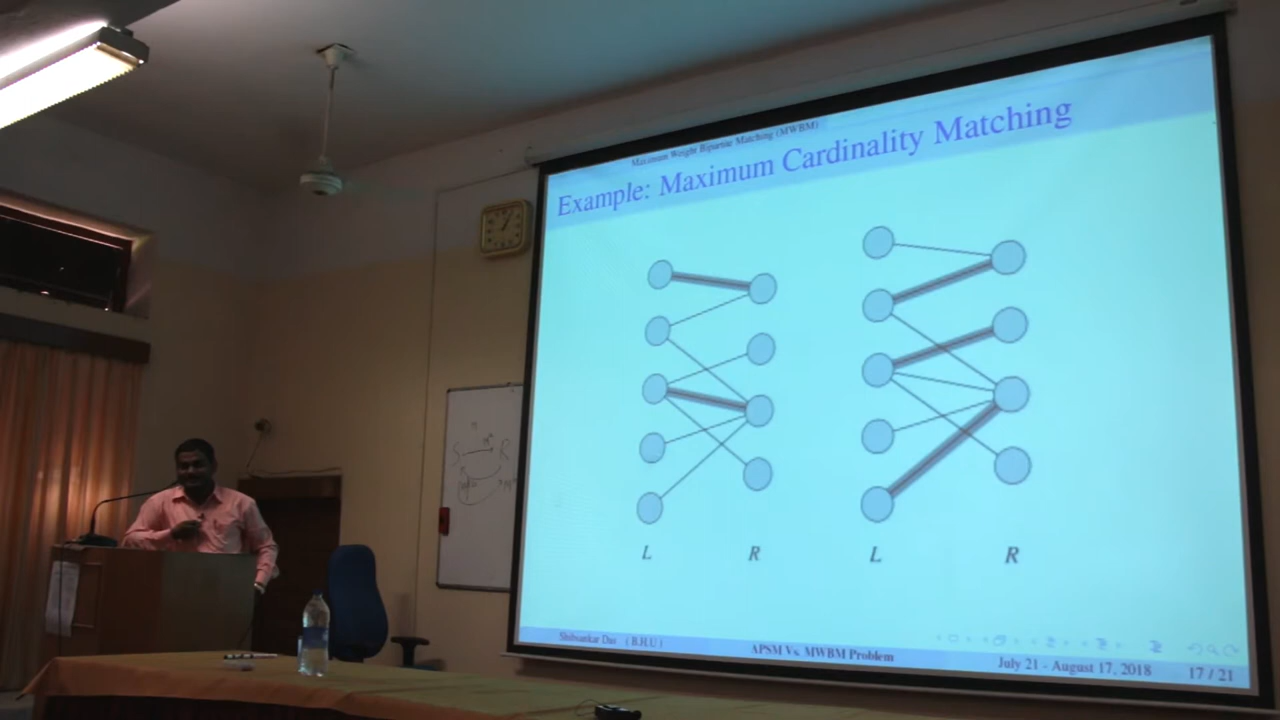 Maximum Weight Bipartite Matching (MWBM)
Example: Maximum Cardinality Matching
L
R
L
R
S
R
Shibsankar Das ( B.H.U )
APSM Vs. MWBM Problem
July 21 - August 17, 2018
17 / 21